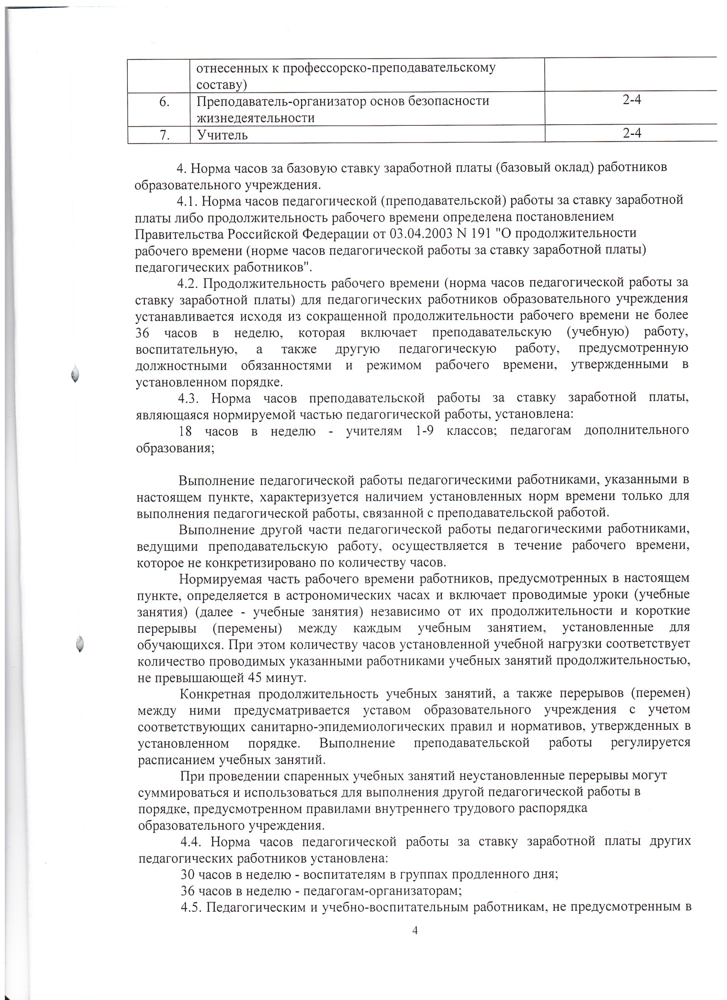 отнесенных к профессорско-преподавательскому
составу)
6. Преподаватель-организатор основ безопасности 2-4
жизнедеятельности
7. Учитель 2-4
4. Норма часов за базовую ставку заработной платы (базовый оклад) работников
образовательного учреждения.
4.1. Норма часов педагогической (преподавательской) работы за ставку заработной
платы либо продолжительность рабочего времени определена постановлением
Правительства Российской Федерации от 03.04.2003 N 191 "О продолжительности
рабочего времени (норме часов педагогической работы за ставку заработной платы)
педагогических работников".
4.2. Продолжительность рабочего времени (норма часов педагогической работы за
ставку заработной платы) для педагогических работников образовательного учреждения
устанавливается исходя из сокращенной продолжительности рабочего времени не более
36 часов в неделю, которая включает преподавательскую (учебную) работу,
воспитательную, а также другую педагогическую работу, предусмотренную
должностными обязанностями и режимом рабочего времени, утвержденными в
установленном порядке.
4.3. Норма часов преподавательской работы за ставку заработной платы,
являющаяся нормируемой частью педагогической работы, установлена:
18 часов в неделю - учителям 1-9 классов; педагогам дополнительного
образования;
Выполнение педагогической работы педагогическими работниками, указанными в
настоящем пункте, характеризуется наличием установленных норм времени только для
выполнения педагогической работы, связанной с преподавательской работой.
Выполнение другой части педагогической работы педагогическими работниками,
ведущими преподавательскую работу, осуществляется в течение рабочего времени,
которое не конкретизировано по количеству часов.
Нормируемая часть рабочего времени работников, предусмотренных в настоящем
пункте, определяется в астрономических часах и включает проводимые уроки (учебные
занятия) (далее - учебные занятия) независимо от их продолжительности и короткие
перерывы (перемены) между каждым учебным занятием, установленные для
обучающихся. При этом количеству часов установленной учебной нагрузки соответствует
количество проводимых указанными работниками учебных занятий продолжительностью,
не превышающей 45 минут.
Конкретная продолжительность учебных занятий, а также перерывов (перемен)
между ними предусматривается уставом образовательного учреждения с учетом
соответствующих санитарно-эпидемиологических правил и нормативов, утвержденных в
установленном порядке. Выполнение преподавательской работы регулируется
расписанием учебных занятий.
При проведении спаренных учебных занятий неустановленные перерывы могут
суммироваться и использоваться для выполнения другой педагогической работы в
порядке, предусмотренном правилами внутреннего трудового распорядка
образовательного учреждения.
4.4. Норма часов педагогической работы за ставку заработной платы других
педагогических работников установлена:
30 часов в неделю - воспитателям в группах продленного дня;
36 часов в неделю - педагогам-организаторам;
4.5. Педагогическим и учебно-воспитательным работникам, не предусмотренным в
4